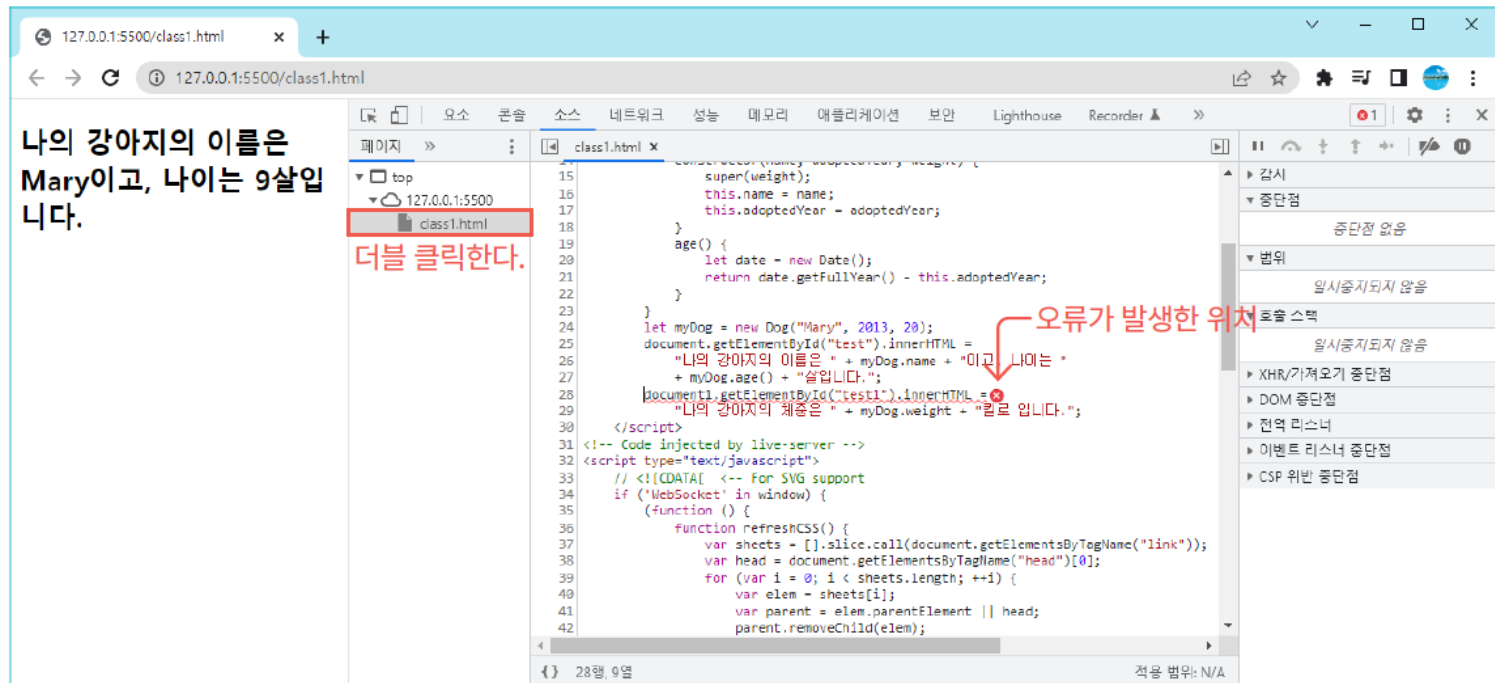 127.0.0.1:5500/class1.html
127.0.0.1:5500/class1.html
나의 강아지의 이름은
Mary이고, 나이는 9살입
니다.
요소 콘솔 소스 네트워크 성능 메모리 애플리케이션 보안 Lighthouse Recorder 1
페이지
top
127.0.0.1:5500
class1.html
더블 클릭한다.
class1.html
14 constructor(name, adoptedYear, weight) {
15 super(weight);
16 this.name = name;
17 this.adoptedYear = adoptedYear;
18 }
19 age() {
20 let date = new Date();
21 return date.getFullYear() - this.adoptedYear;
22 }
23 }
24 let myDog = new Dog("Mary", 2013, 20);
25 document.getElementById("test").innerHTML =
26 "나의 강아지의 이름은 " + myDog.name + "이고, 나이는 "
27 + myDog.age() + "살입니다.";
28 document1.getElementById("test1").innerHTML =
29 "나의 강아지의 체중은 " + myDog.weight + "킬로 입니다.";
30 </script>
31 <!-- Code injected by live-server -->
32 <script type="text/javascript">
33 // <![CDATA[ <-- For SVG support
34 if ('WebSocket' in window) {
35 (function () {
36 function refreshCSS() {
37 var sheets = [].slice.call(document.getElementsByTagName("link"));
38 var head = document.getElementsByTagName("head")[0];
39 for (var i = 0; i < sheets.length; ++i) {
40 var elem = sheets[i];
41 var parent = elem.parentElement || head;
42 parent.removeChild(elem);
오류가 발생한 위치
{} 28행, 9열 적용 범위: N/A
감시
중단점
중단점 없음
범위
일시중지되지 않음
호출 스택
일시중지되지 않음
XHR/가져오기 중단점
DOM 중단점
전역 리스너
이벤트 리스너 중단점
CSP 위반 중단점